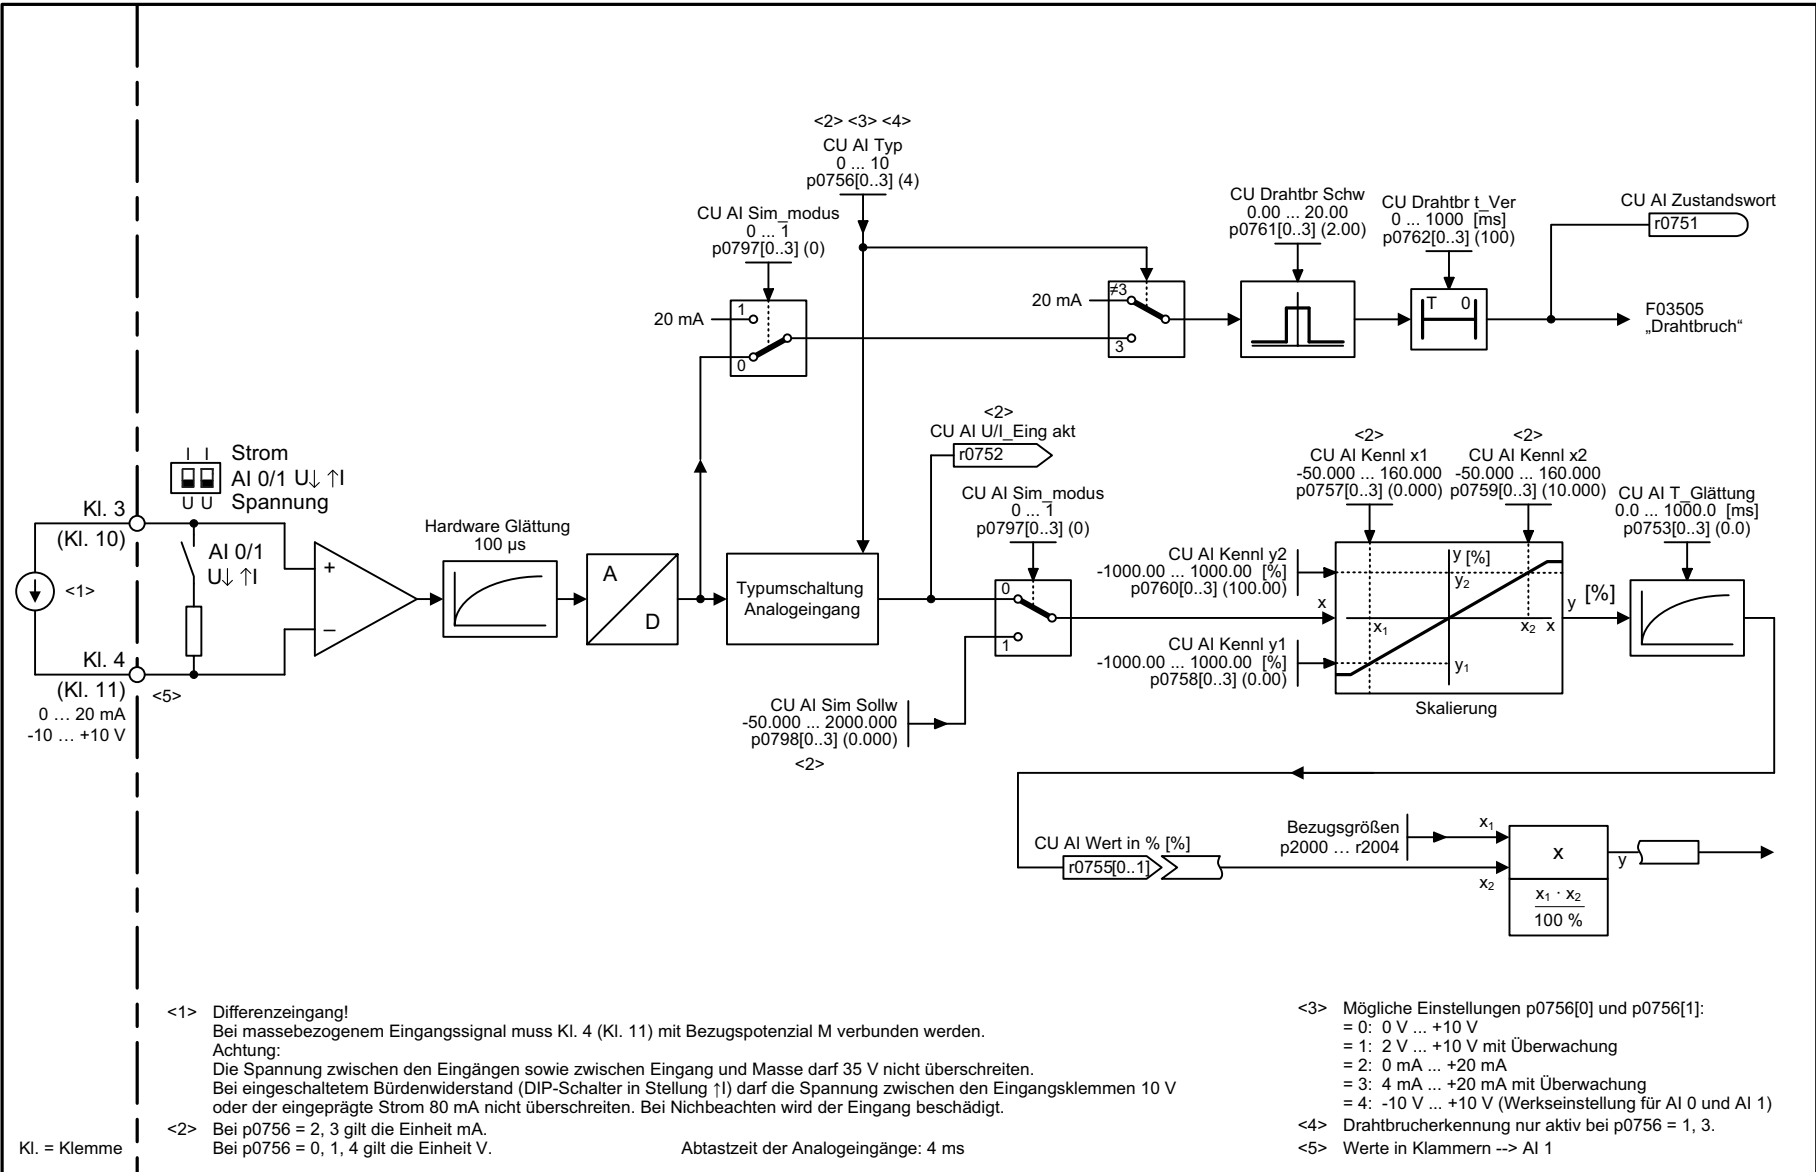 <2> <3> <4>
CU AI Typ
0 ... 10
p0756[0..3] (4)
CU AI Sim_modus
0 ... 1
p0797[0..3] (0)
1
20 mA
0
20 mA
≠3
3
CU Drahtbr Schw
0.00 ... 20.00
p0761[0..3] (2.00)
CU Drahtbr t_Ver
0 ... 1000 [ms]
p0762[0..3] (100)
T 0
CU AI Zustandswort
r0751
F03505
„Drahtbruch“
I I Strom
AI 0/1 U↓ ↑I
U U Spannung
Kl. 3
(Kl. 10)
<1>
AI 0/1
U↓ ↑I
Kl. 4
(Kl. 11)
<5>
0 … 20 mA
-10 … +10 V
+
–
Hardware Glättung
100 µs
A
D
Typumschaltung
Analogeingang
<2>
CU AI U/I_Eing akt
r0752
CU AI Sim_modus
0 ... 1
p0797[0..3] (0)
0
1
CU AI Sim Sollw
-50.000 ... 2000.000
p0798[0..3] (0.000)
<2>
<2>
CU AI Kennl x1
-50.000 ... 160.000
p0757[0..3] (0.000)
<2>
CU AI Kennl x2
-50.000 ... 160.000
p0759[0..3] (10.000)
CU AI T_Glättung
0.0 ... 1000.0 [ms]
p0753[0..3] (0.0)
CU AI Kennl y2
-1000.00 ... 1000.00 [%]
p0760[0..3] (100.00)
x
CU AI Kennl y1
-1000.00 ... 1000.00 [%]
p0758[0..3] (0.00)
y [%]
y₂
x₁
x₂ x
y₁
y [%]
Skalierung
CU AI Wert in % [%]
r0755[0..1]
Bezugsgrößen
p2000 … r2004
x₁
x₂
x
x₁ · x₂
100 %
y
<1> Differenzeingang!
Bei massebezogenem Eingangssignal muss Kl. 4 (Kl. 11) mit Bezugspotenzial M verbunden werden.
Achtung:
Die Spannung zwischen den Eingängen sowie zwischen Eingang und Masse darf 35 V nicht überschreiten.
Bei eingeschaltetem Bürdenwiderstand (DIP-Schalter in Stellung ↑I) darf die Spannung zwischen den Eingangsklemmen 10 V
oder der eingeprägte Strom 80 mA nicht überschreiten. Bei Nichbeachten wird der Eingang beschädigt.
<2> Bei p0756 = 2, 3 gilt die Einheit mA.
Bei p0756 = 0, 1, 4 gilt die Einheit V.
Abtastzeit der Analogeingänge: 4 ms
Kl. = Klemme
<3> Mögliche Einstellungen p0756[0] und p0756[1]:
= 0: 0 V ... +10 V
= 1: 2 V ... +10 V mit Überwachung
= 2: 0 mA ... +20 mA
= 3: 4 mA ... +20 mA mit Überwachung
= 4: -10 V ... +10 V (Werkseinstellung für AI 0 und AI 1)
<4> Drahtbrucherkennung nur aktiv bei p0756 = 1, 3.
<5> Werte in Klammern --> AI 1